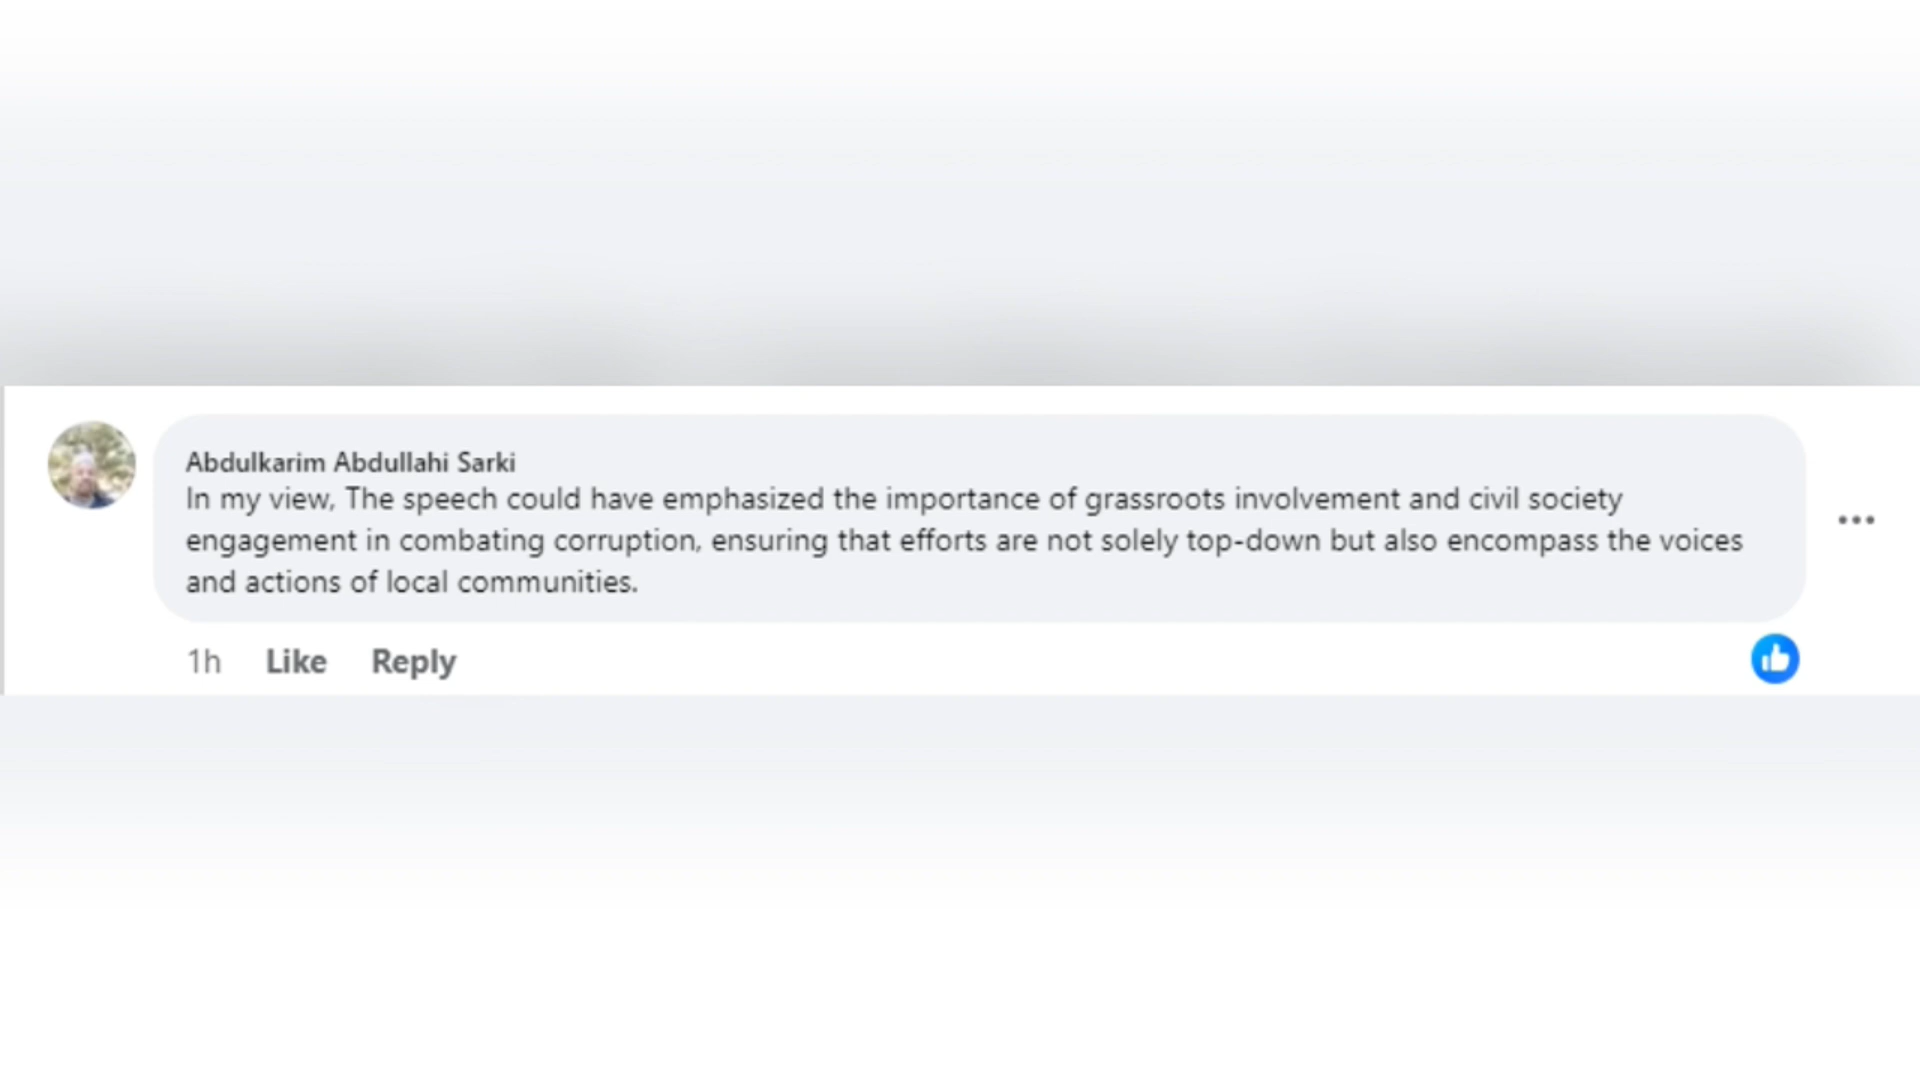 Abdulkarim Abdullahi Sarki
In my view, The speech could have emphasized the importance of grassroots involvement and civil society
engagement in combating corruption, ensuring that efforts are not solely top-down but also encompass the voices
and actions of local communities.
1h Like Reply